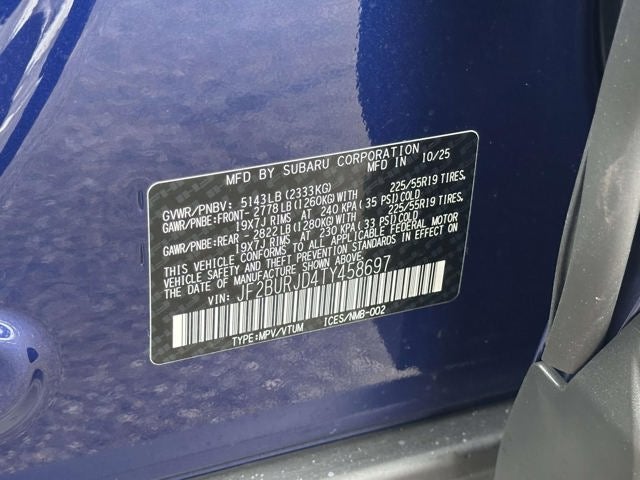 MFD BY SUBARU CORPORATION
MFD IN 10/25
GVWR/PNBV: 5143LB(2333KG)
GAWR/PNBE:FRONT-2778LB(1260KG)WITH 225/55R19 TIRES.
19X7J RIMS AT 240 KPA(35 PSI)COLD
GAWR/PNBE:REAR -2822LB(1280KG)WITH 225/55R19 TIRES.
19X7J RIMS AT 230 KPA(33 PSI)COLD
THIS VEHICLE CONFORMS TO ALL APPLICABLE FEDERAL MOTOR
VEHICLE SAFETY STANDARDS IN EFFECT ON
THE DATE OF MANUFACTURE SHOWN ABOVE.
VIN: JF2BURJD4TY458697
TYPE:MPV/VTUM ICES/NMB-002